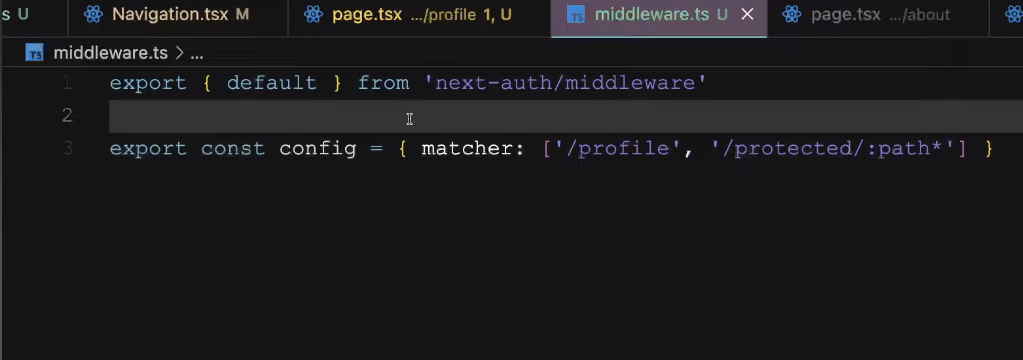 s U Navigation.tsx M page.tsx .../profile 1, U TS middleware.ts U × page.tsx .../about
TS middleware.ts > ...
1 export { default } from 'next-auth/middleware'
2
3 export const config = { matcher: ['/profile', '/protected/:path*'] }